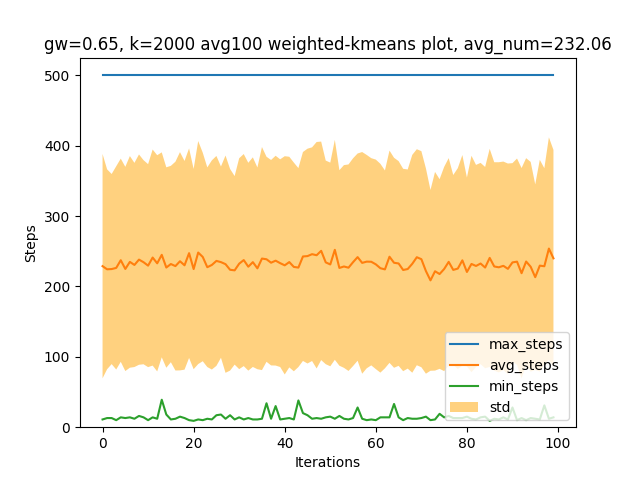 gw=0.65, k=2000 avg100 weighted-kmeans plot, avg_num=232.06
500
400
300
200
100
0
Steps
max_steps
avg_steps
min_steps
std
0 20 40 60 80 100
Iterations